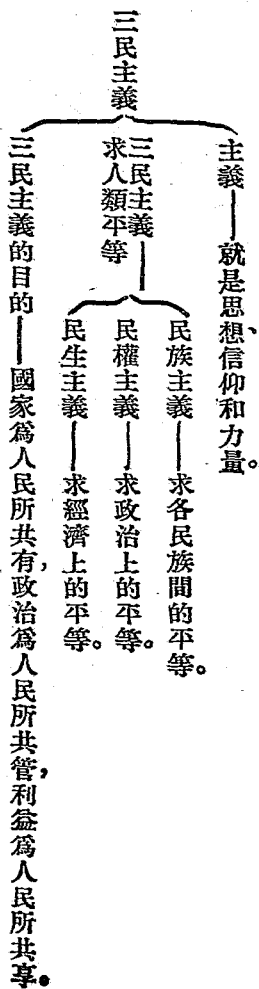 三民主義
主義——就是思想、信仰和力量。
三民主義——
求人類平等
民族主義——求各民族間的平等。
民權主義——求政治上的平等。
民生主義——求經濟上的平等。
三民主義的目的——國家爲人民所共有，政治爲人民所共管，利益爲人民所共享。